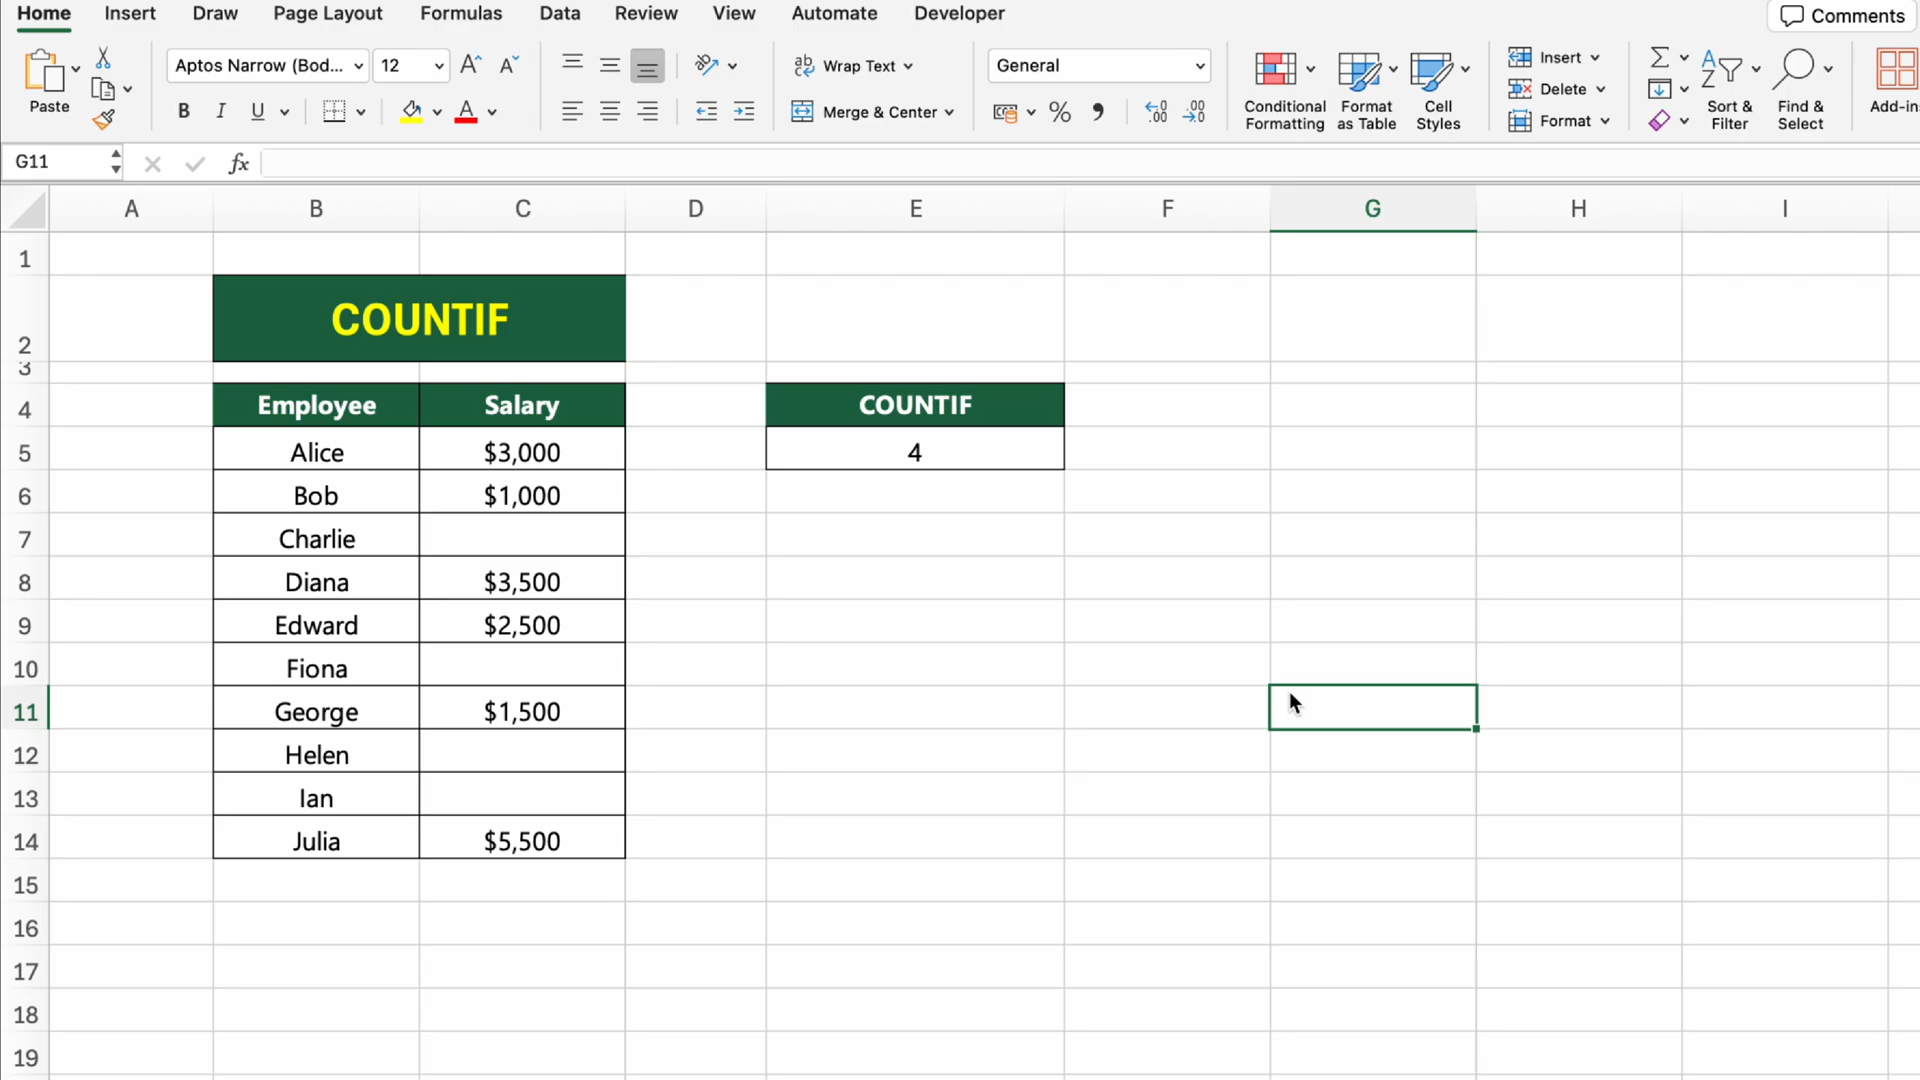 Home Insert Draw Page Layout Formulas Data Review View Automate Developer Comments
Paste
Aptos Narrow (Bod... 12
B I U A
ab Wrap Text
Merge & Center
General
% 
Conditional Formatting
Format as Table
Cell Styles
Insert
Delete
Format
Sort & Filter
Find & Select
Add-in
G11 fx
A B C D E F G H I
1
2 COUNTIF
3
4 Employee Salary COUNTIF
5 Alice $3,000 4
6 Bob $1,000
7 Charlie
8 Diana $3,500
9 Edward $2,500
10 Fiona
11 George $1,500
12 Helen
13 Ian
14 Julia $5,500
15
16
17
18
19